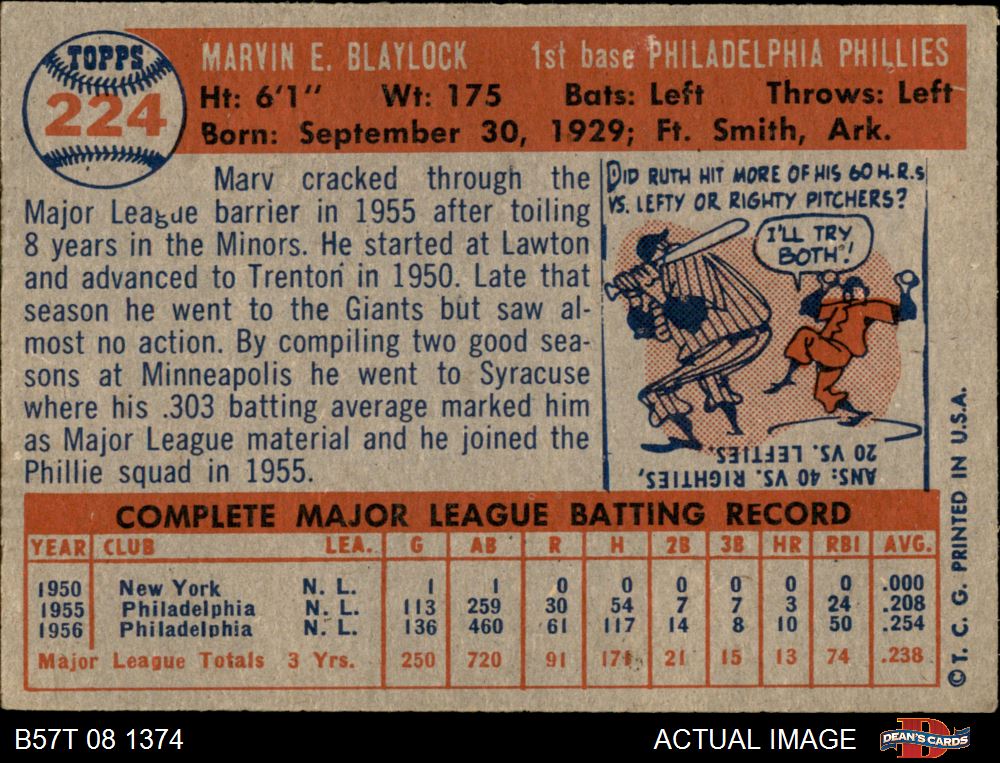 TOPPS
224
MARVIN E. BLAYLOCK 1st base PHILADELPHIA PHILLIES
Ht: 6'1" Wt: 175 Bats: Left Throws: Left
Born: September 30, 1929; Ft. Smith, Ark.
Marv cracked through the
Major League barrier in 1955 after toiling
8 years in the Minors. He started at Lawton
and advanced to Trenton in 1950. Late that
season he went to the Giants but saw al-
most no action. By compiling two good sea-
sons at Minneapolis he went to Syracuse
where his .303 batting average marked him
as Major League material and he joined the
Phillie squad in 1955.
DID RUTH HIT MORE OF HIS 60 H.R.s
VS. LEFTY OR RIGHTY PITCHERS?
I'LL TRY
BOTH!
ANS: 40 VS. RIGHTIES,
20 VS. LEFTIES
COMPLETE MAJOR LEAGUE BATTING RECORD
YEAR CLUB LEA. G AB R H 2B 3B HR RBI AVG.
1950 New York N. L. 1 1 0 0 0 0 0 0 .000
1955 Philadelphia N. L. 113 259 30 54 7 7 3 24 .208
1956 Philadelphia N. L. 136 460 61 117 14 8 10 50 .254
Major League Totals 3 Yrs. 250 720 91 171 21 15 13 74 .238
© T. C. G. PRINTED IN U.S.A.
B57T 08 1374 ACTUAL IMAGE
DEAN'S CARDS